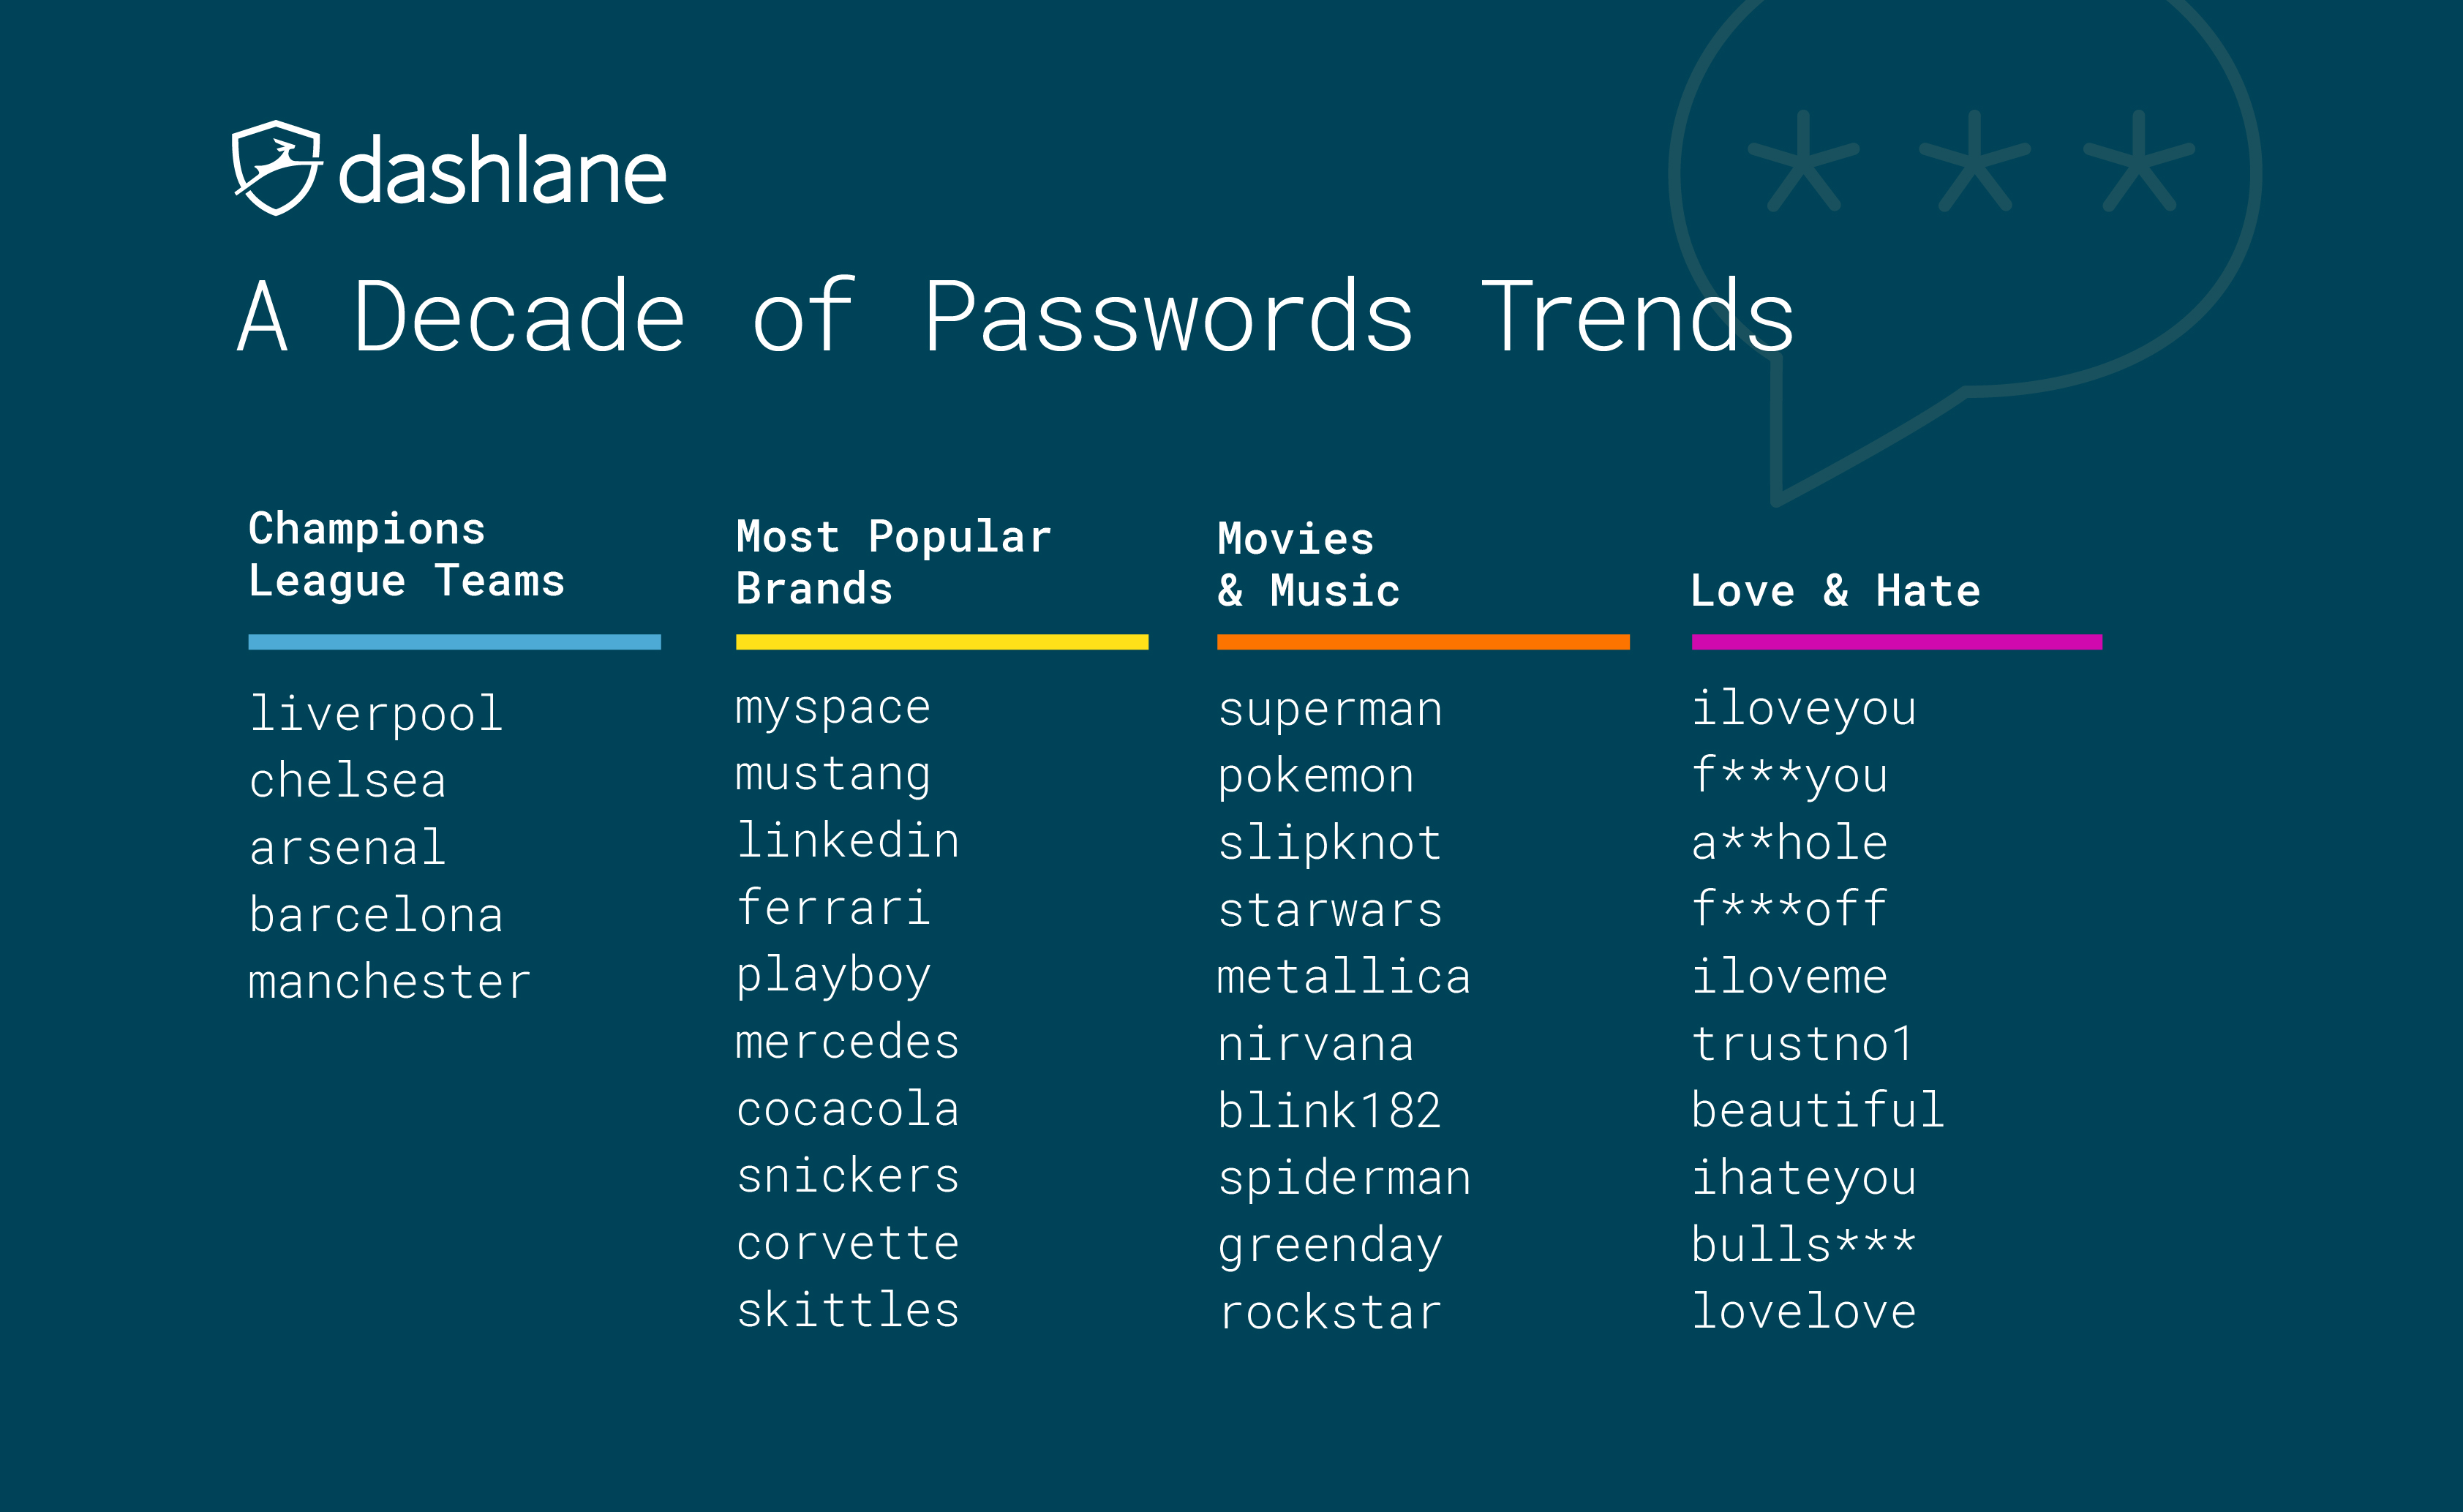 dashlane
A Decade of Passwords Trends
Champions
League Teams
liverpool
chelsea
arsenal
barcelona
manchester
Most Popular
Brands
myspace
mustang
linkedin
ferrari
playboy
mercedes
cocacola
snickers
corvette
skittles
Movies
& Music
superman
pokemon
slipknot
starwars
metallica
nirvana
blink182
spiderman
greenday
rockstar
Love & Hate
iloveyou
f***you
a**hole
f***off
iloveme
trustno1
beautiful
ihateyou
bulls***
lovelove